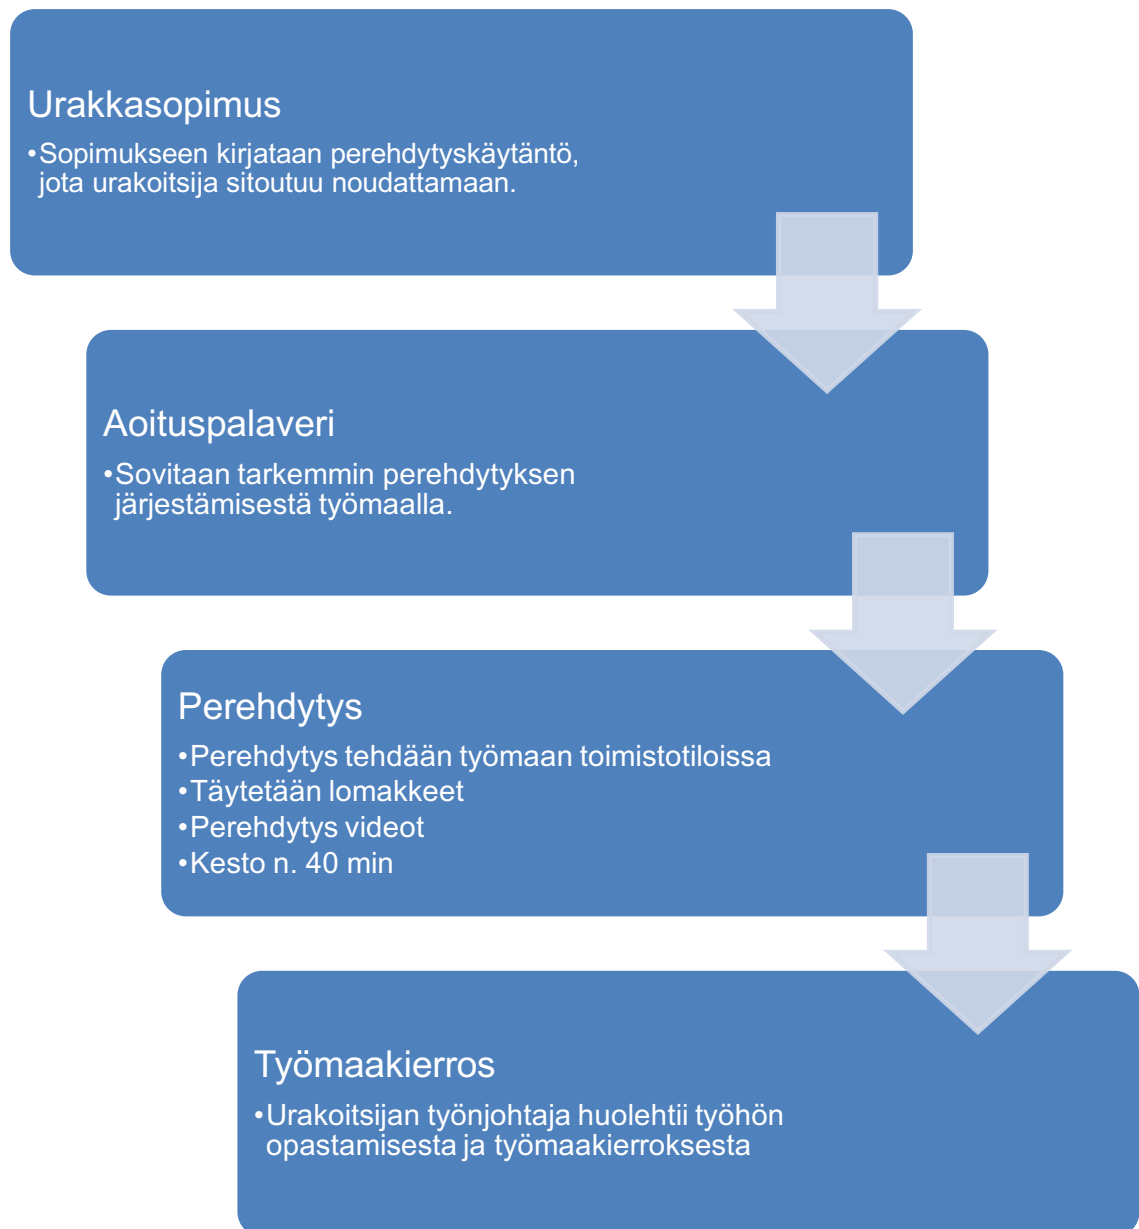 Urakkasopimus
•Sopimukseen kirjataan perehdytyskäytäntö,
jota urakoitsija sitoutuu noudattamaan.
Aoituspalaveri
•Sovitaan tarkemmin perehdytyksen
järjestämisestä työmaalla.
Perehdytys
•Perehdytys tehdään työmaan toimistotiloissa
•Täytetään lomakkeet
•Perehdytys videot
•Kesto n. 40 min
Työmaakierros
•Urakoitsijan työnjohtaja huolehtii työhön
opastamisesta ja työmaakierroksesta